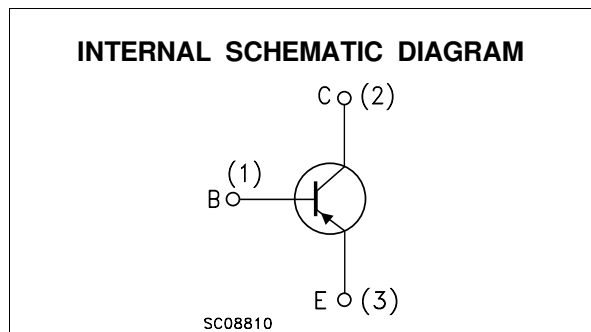 INTERNAL SCHEMATIC DIAGRAM
C (2)
(1)
B
E (3)
SC08810